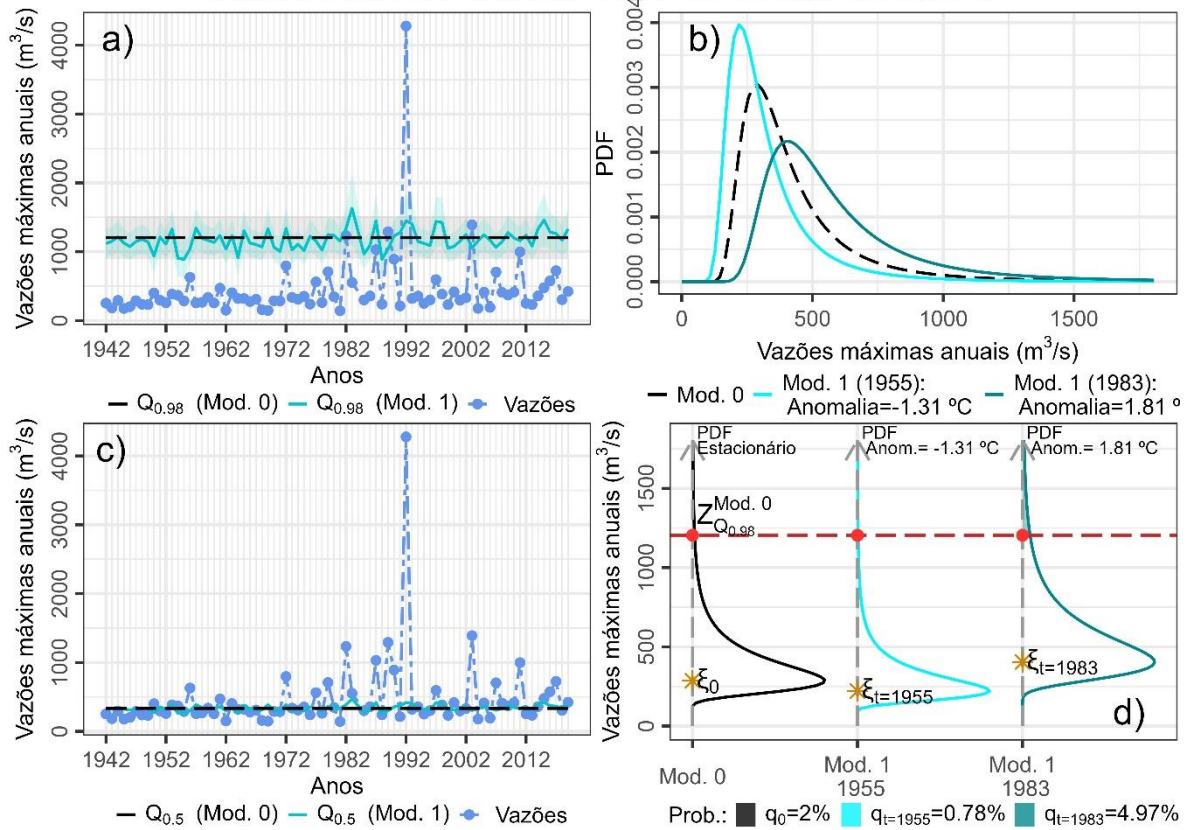 a)
Vazões máximas anuais (m³/s)
4000
3000
2000
1000
0
1942 1952 1962 1972 1982 1992 2002 2012
Anos
Q0.98 (Mod. 0) Q0.98 (Mod. 1) Vazões
b)
PDF
0.004
0.003
0.002
0.001
0.000
0 500 1000 1500
Vazões máximas anuais (m³/s)
Mod. 0 Mod. 1 (1955): Mod. 1 (1983):
Anomalia=-1.31 ºC Anomalia=1.81 º
c)
Vazões máximas anuais (m³/s)
4000
3000
2000
1000
0
1942 1952 1962 1972 1982 1992 2002 2012
Anos
Q0.5 (Mod. 0) Q0.5 (Mod. 1) Vazões
Vazões máximas anuais (m³/s)
PDF PDF PDF
Estacionário Anom.= -1.31 ºC Anom.= 1.81 ºC
1500
Z Mod. 0 Q0.98
1000
500
ξ0 ξt=1955 ξt=1983
0
d)
Mod. 0 Mod. 1 Mod. 1
1955 1983
Prob.: q0=2% qt=1955=0.78% qt=1983=4.97%